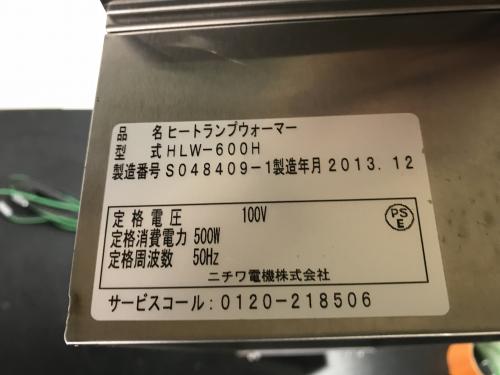 品　　名 ヒートランプウォーマー
型　　式 HLW-600H
製造番号 S048409-1製造年月 2013. 12
定格電圧 100V
定格消費電力 500W
定格周波数 50Hz
PS
E
ニチワ電機株式会社
サービスコール:0120-218506